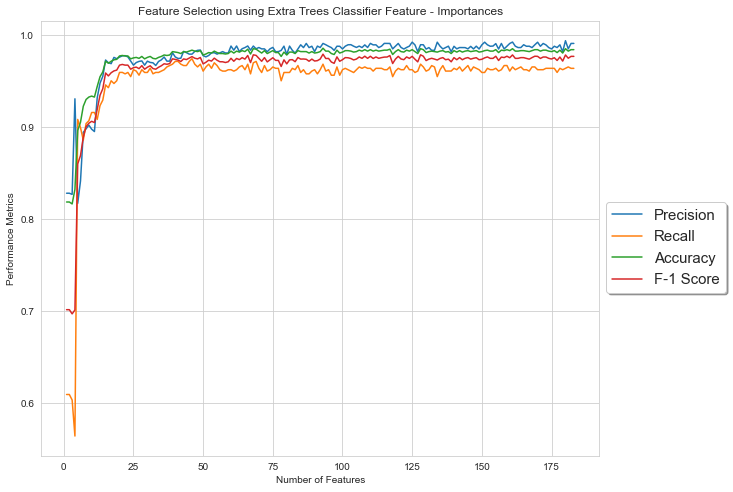 Feature Selection using Extra Trees Classifier Feature - Importances
1.0
0.9
0.8
0.7
0.6
Performance Metrics
0 25 50 75 100 125 150 175
Number of Features
Precision
Recall
Accuracy
F-1 Score